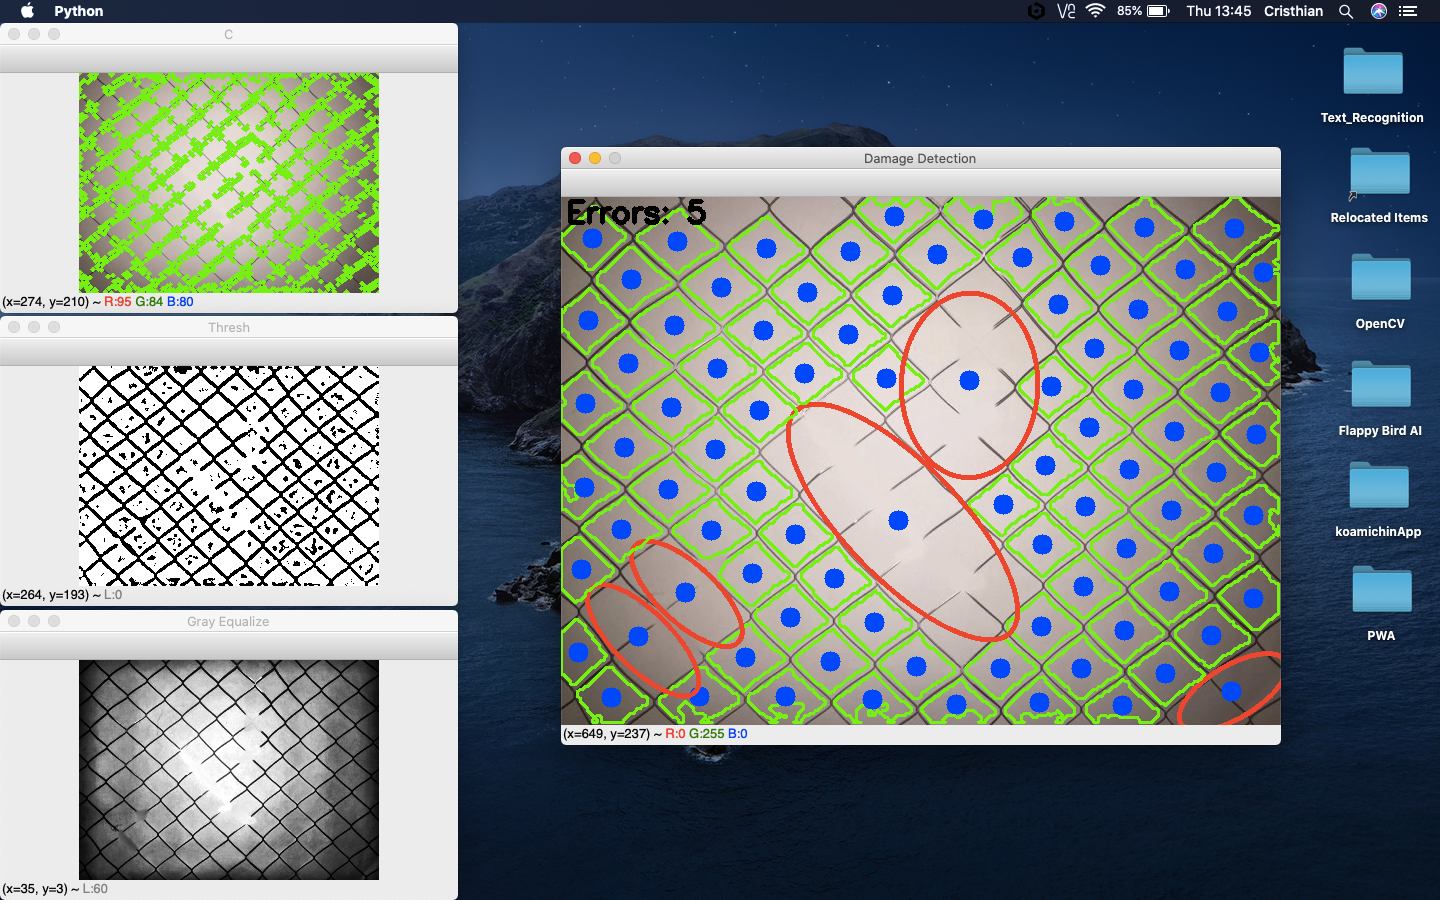 Python
85%
Thu 13:45
Cristhian
C
(x=274, y=210) ~ R:95 G:84 B:80
Thresh
(x=264, y=193) ~ L:0
Gray Equalize
(x=35, y=3) ~ L:60
Damage Detection
Errors: 5
(x=649, y=237) ~ R:0 G:255 B:0
Text_Recognition
Relocated Items
OpenCV
Flappy Bird AI
koamichinApp
PWA